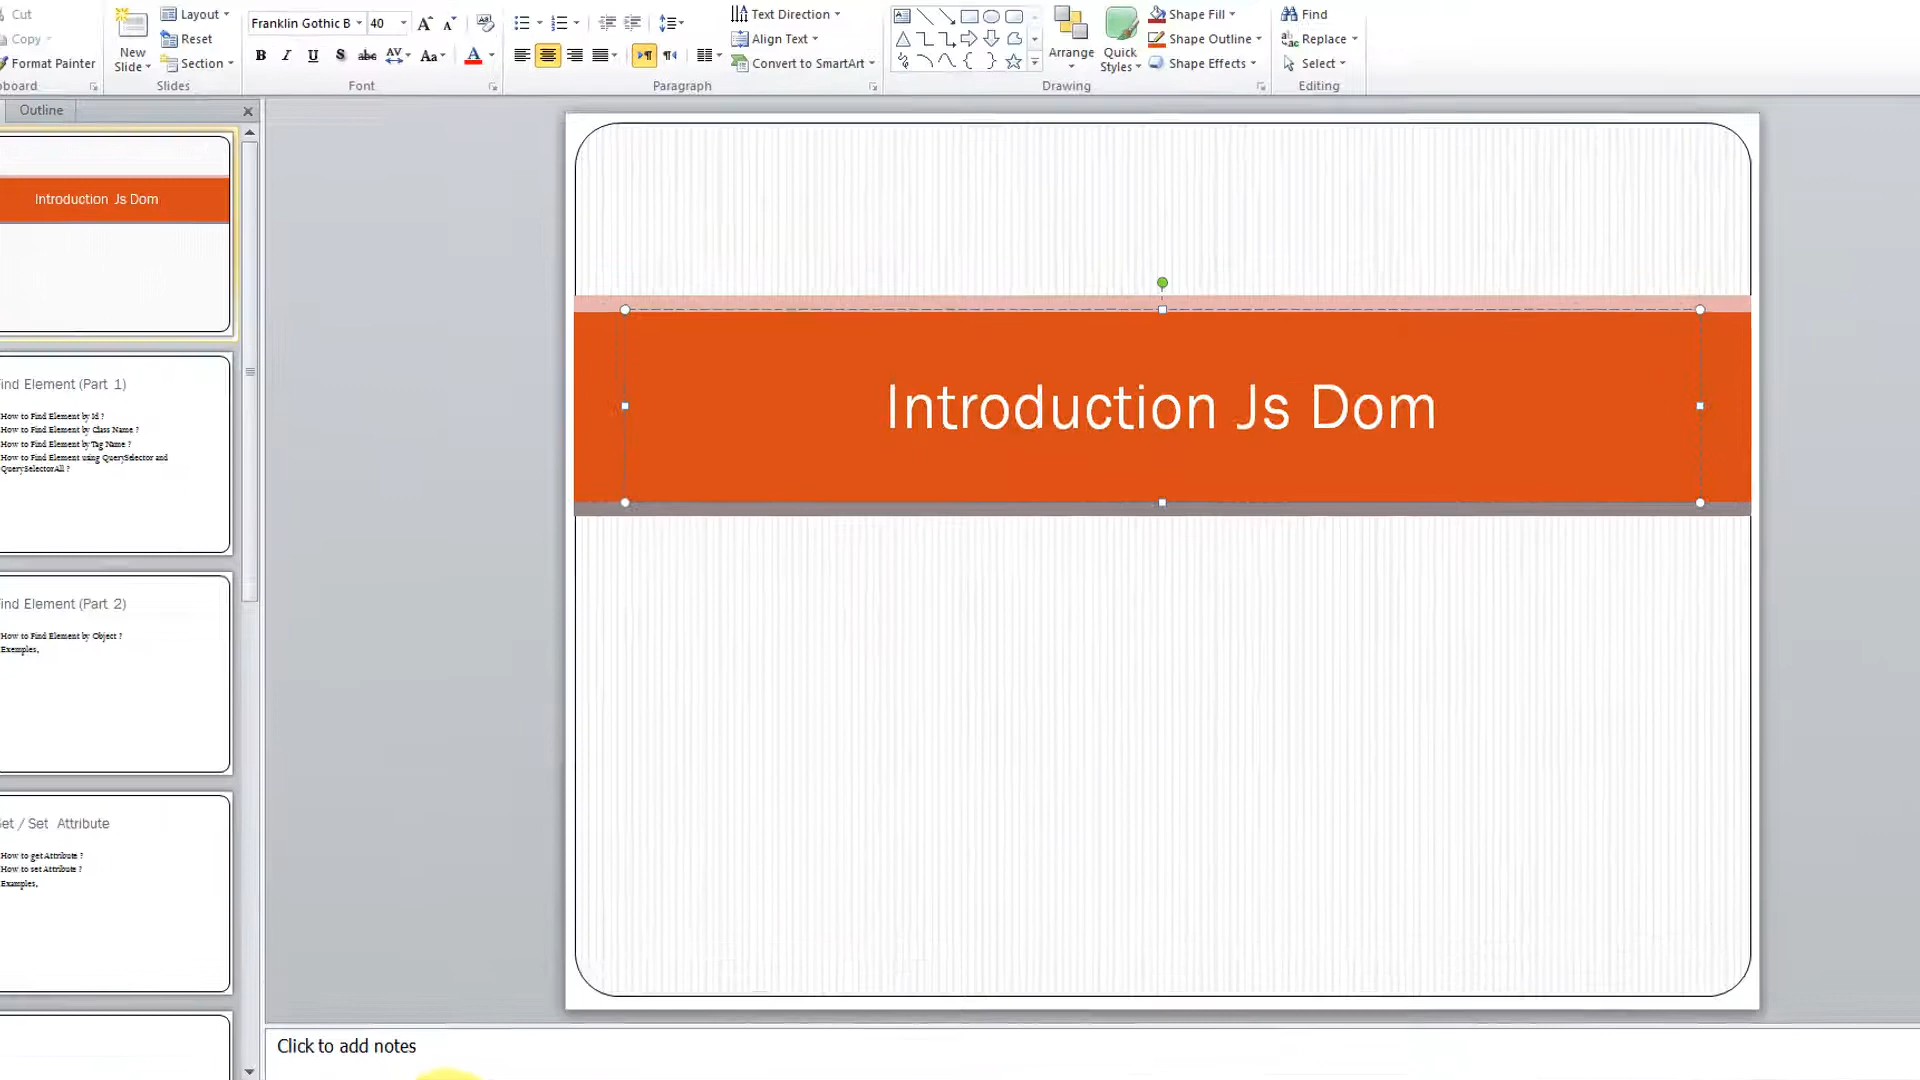 Cut
Copy
Format Painter
New
Slide
Layout
Reset
Section
Slides
Franklin Gothic B
40
B I U S abc AV Aa A
Font
Paragraph
Text Direction
Align Text
Convert to SmartArt
Arrange
Quick
Styles
Shape Fill
Shape Outline
Shape Effects
Drawing
Find
Replace
Select
Editing
Outline
Introduction Js Dom
Element (Part 1)
How to Find Element by Id ?
How to Find Element by Class Name ?
How to Find Element by Tag Name ?
How to Find Element using QuerySelector and
QuerySelectorAll ?
Element (Part 2)
How to Find Element by Object ?
Exemples,
/ Set Attribute
How to get Attribute ?
How to set Attribute ?
Examples,
Introduction Js Dom
Click to add notes